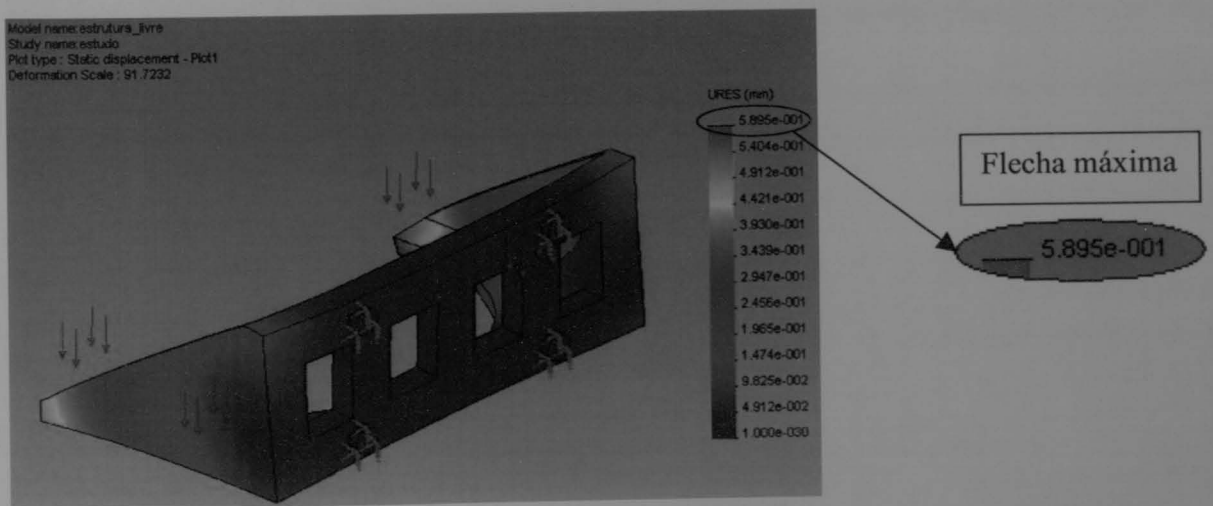 Model name:estrutura_livre
Study name:estudo
Plot type : Static displacement - Plot1
Deformation Scale : 91.7232
URES (mm)
5.895e-001
5.404e-001
4.912e-001
4.421e-001
3.930e-001
3.439e-001
2.947e-001
2.456e-001
1.965e-001
1.474e-001
9.825e-002
4.912e-002
1.000e-030
Flecha máxima
5.895e-001